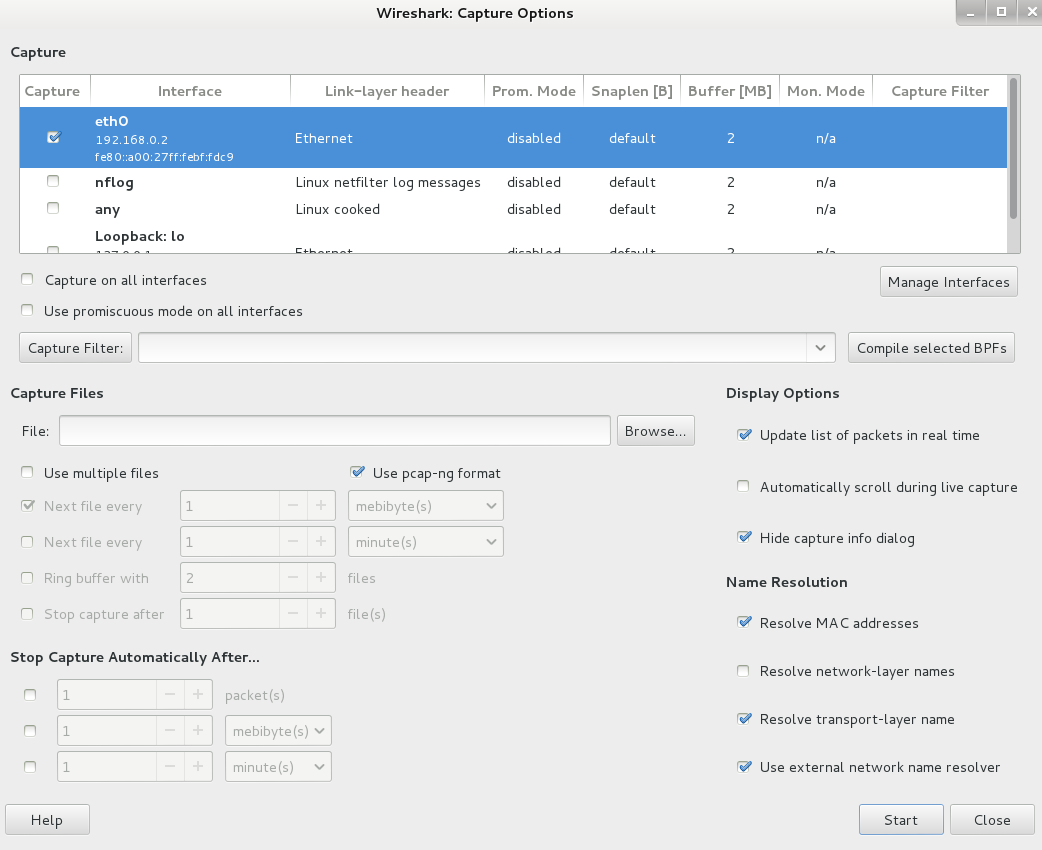 Wireshark: Capture Options
Capture
Capture Interface Link-layer header Prom. Mode Snaplen [B] Buffer [MB] Mon. Mode Capture Filter
eth0
192.168.0.2
fe80::a00:27ff:febf:fdc9
Ethernet disabled default 2 n/a
nflog Linux netfilter log messages disabled default 2 n/a
any Linux cooked disabled default 2 n/a
Loopback: lo
Ethernet disabled default 2 n/a
Capture on all interfaces
Manage Interfaces
Use promiscuous mode on all interfaces
Capture Filter:
Compile selected BPFs
Capture Files
File:
Browse...
Use multiple files
Use pcap-ng format
Next file every 1 mebibyte(s)
Next file every 1 minute(s)
Ring buffer with 2 files
Stop capture after 1 file(s)
Stop Capture Automatically After...
1 packet(s)
1 mebibyte(s)
1 minute(s)
Display Options
Update list of packets in real time
Automatically scroll during live capture
Hide capture info dialog
Name Resolution
Resolve MAC addresses
Resolve network-layer names
Resolve transport-layer name
Use external network name resolver
Help
Start
Close